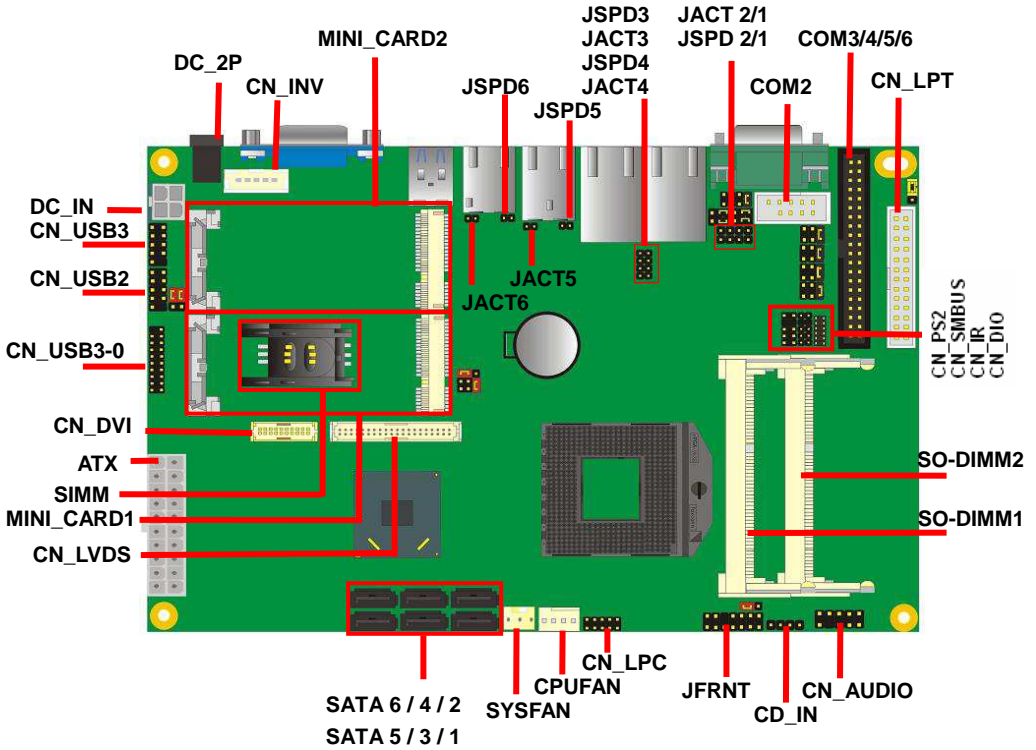 JSPD3
JACT3
JSPD4
JACT4
JACT 2/1
JSPD 2/1
MINI_CARD2
COM3/4/5/6
DC_2P
CN_INV
JSPD6
JSPD5
COM2
CN_LPT
DC_IN
CN_USB3
CN_USB2
CN_USB3-0
JACT5
JACT6
CN_PS2
CN_SMBUS
CN_IR
CN_DIO
CN_DVI
ATX
SIMM
MINI_CARD1
CN_LVDS
SO-DIMM2
SO-DIMM1
SATA 6 / 4 / 2
SATA 5 / 3 / 1
SYSFAN
CPUFAN
CN_LPC
JFRNT
CD_IN
CN_AUDIO